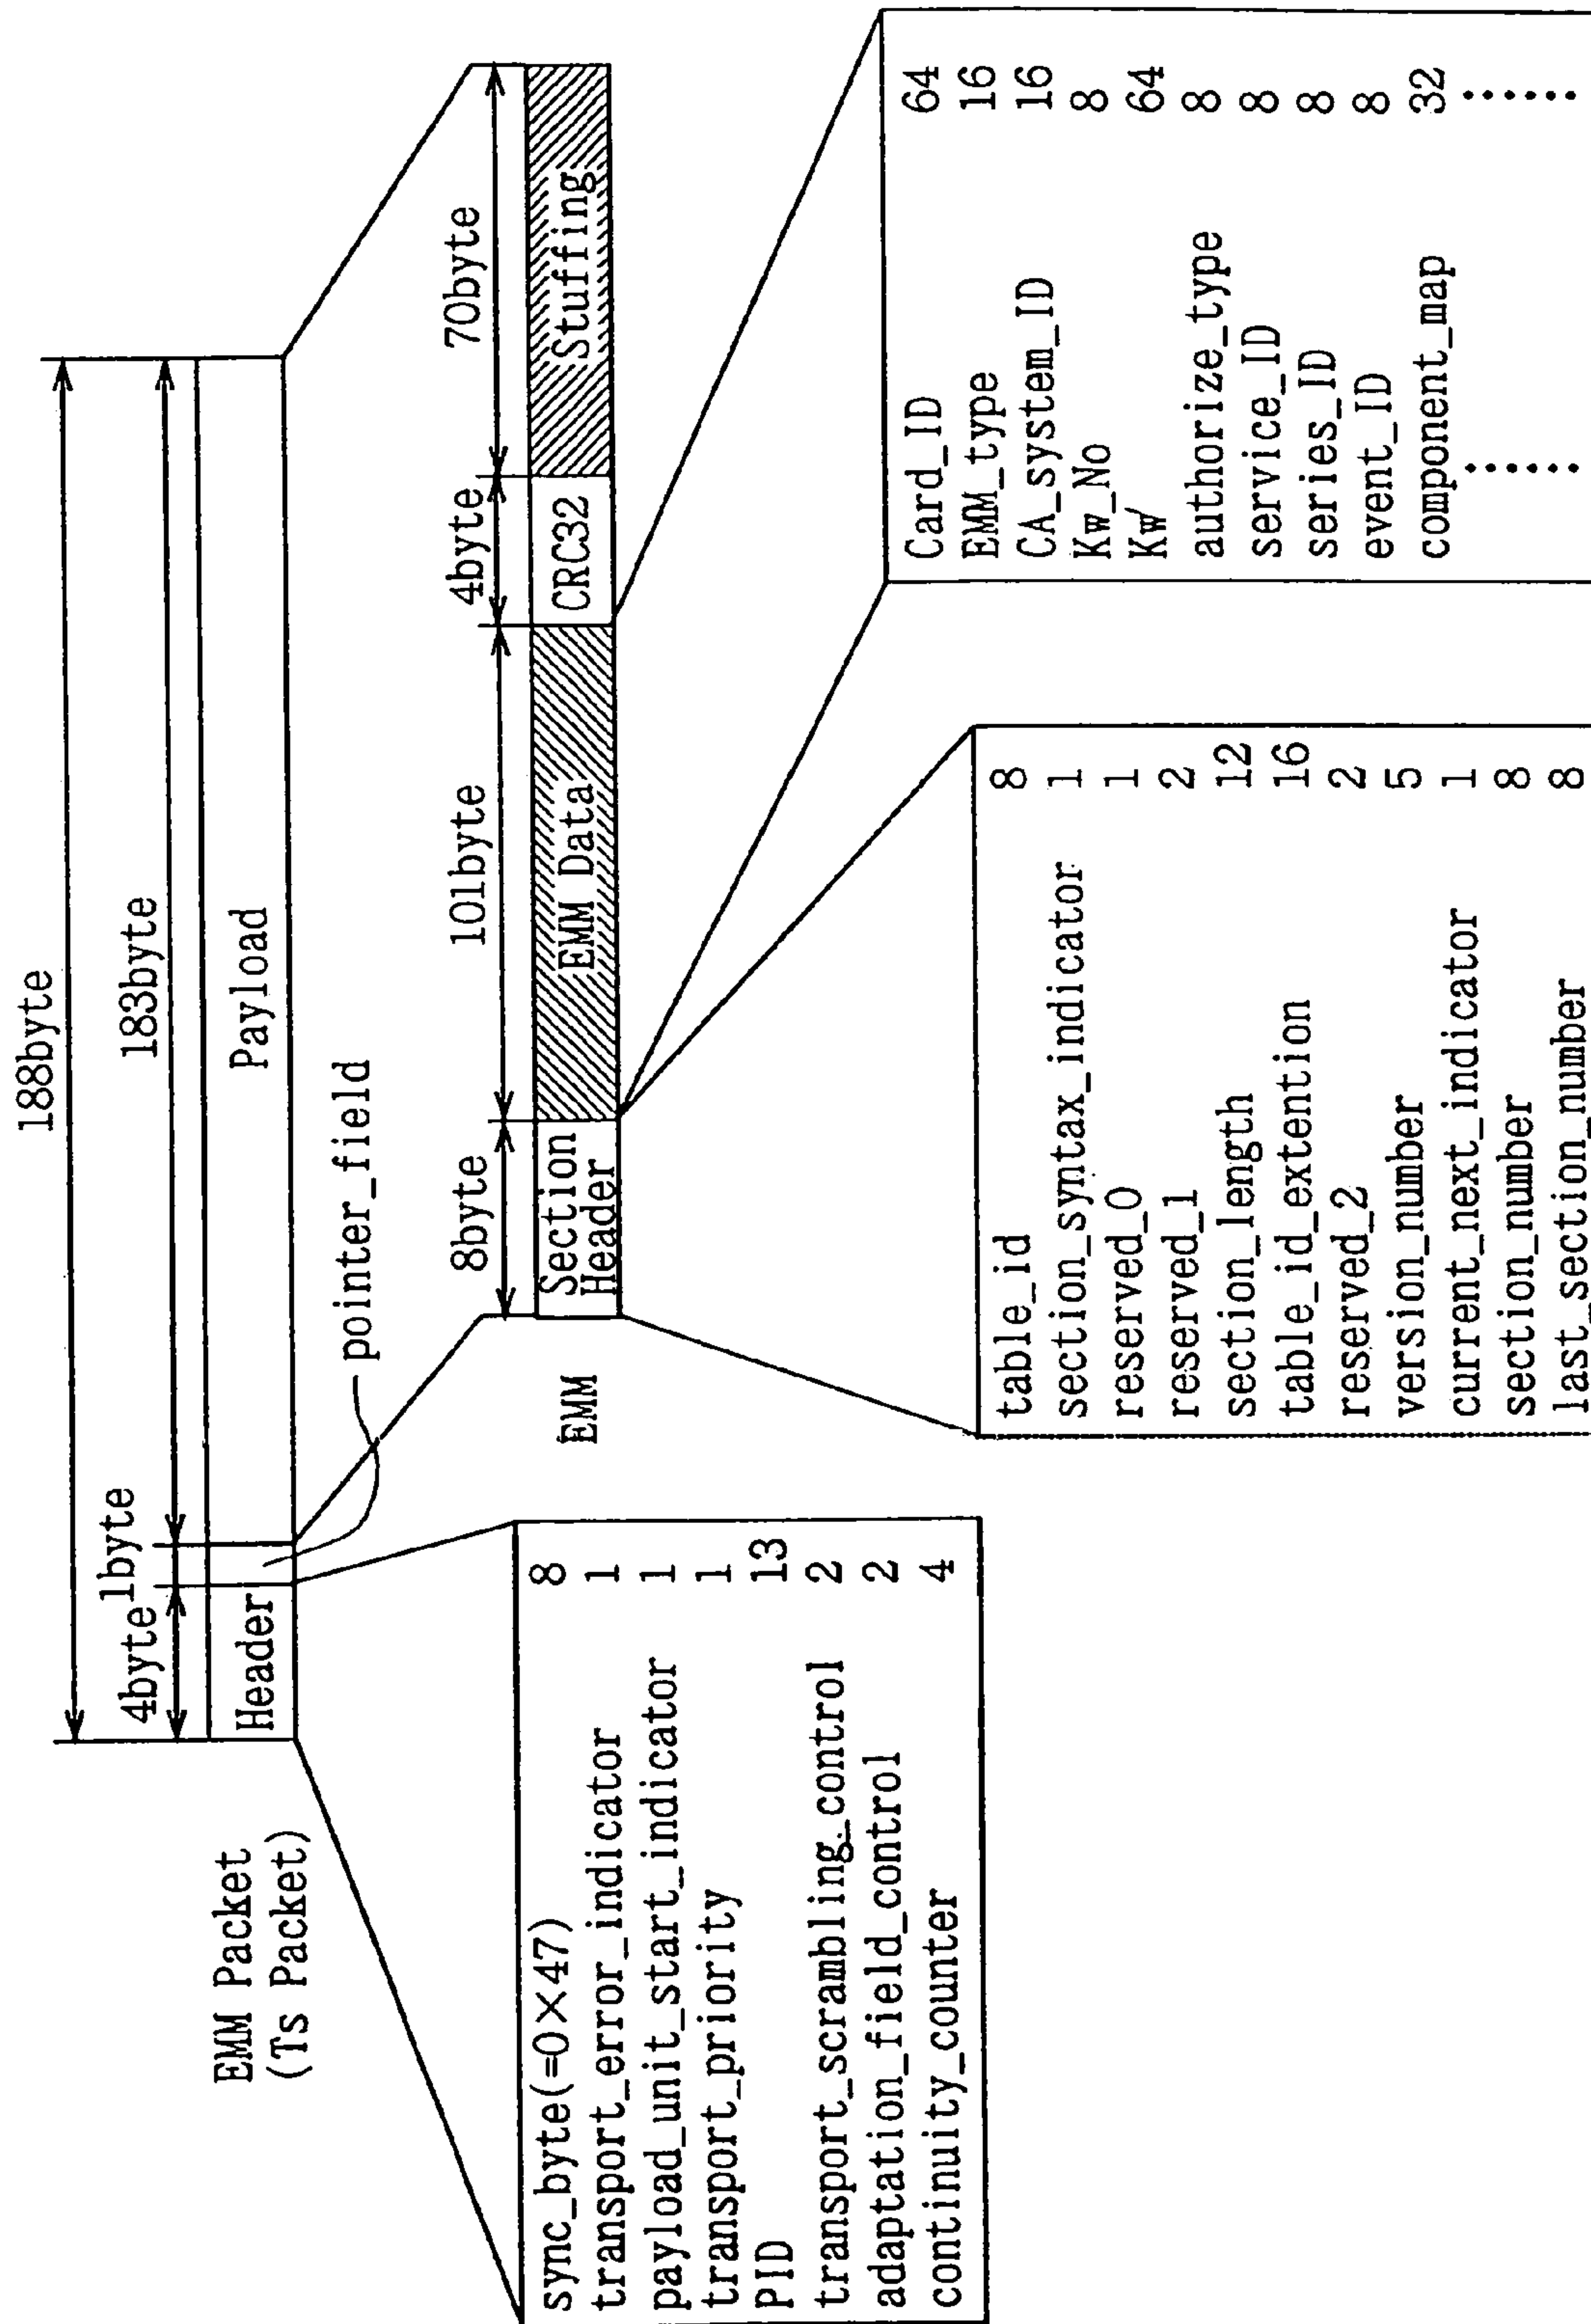 188byte
4byte 1byte 183byte
Header Payload
pointer_field
EMM Packet
(Ts Packet)
sync_byte(=0×47) 8
transport_error_indicator 1
payload_unit_start_indicator 1
transport_priority 1
PID 13
transport_scrambling_control 2
adaptation_field_control 2
continuity_counter 4
EMM
8byte 101byte 4byte 70byte
Section
Header
EMM Data
CRC32
Stuffing
table_id 8
section_syntax_indicator 1
reserved_0 1
reserved_1 2
section_length 12
table_id_extention 16
reserved_2 2
version_number 5
current_next_indicator 1
section_number 8
last_section_number 8
Card_ID 64
EMM_type 16
CA_system_ID 16
Kw_No 8
Kw 64
authorize_type 8
service_ID 8
series_ID 8
event_ID 8
component_map 32
...... ......